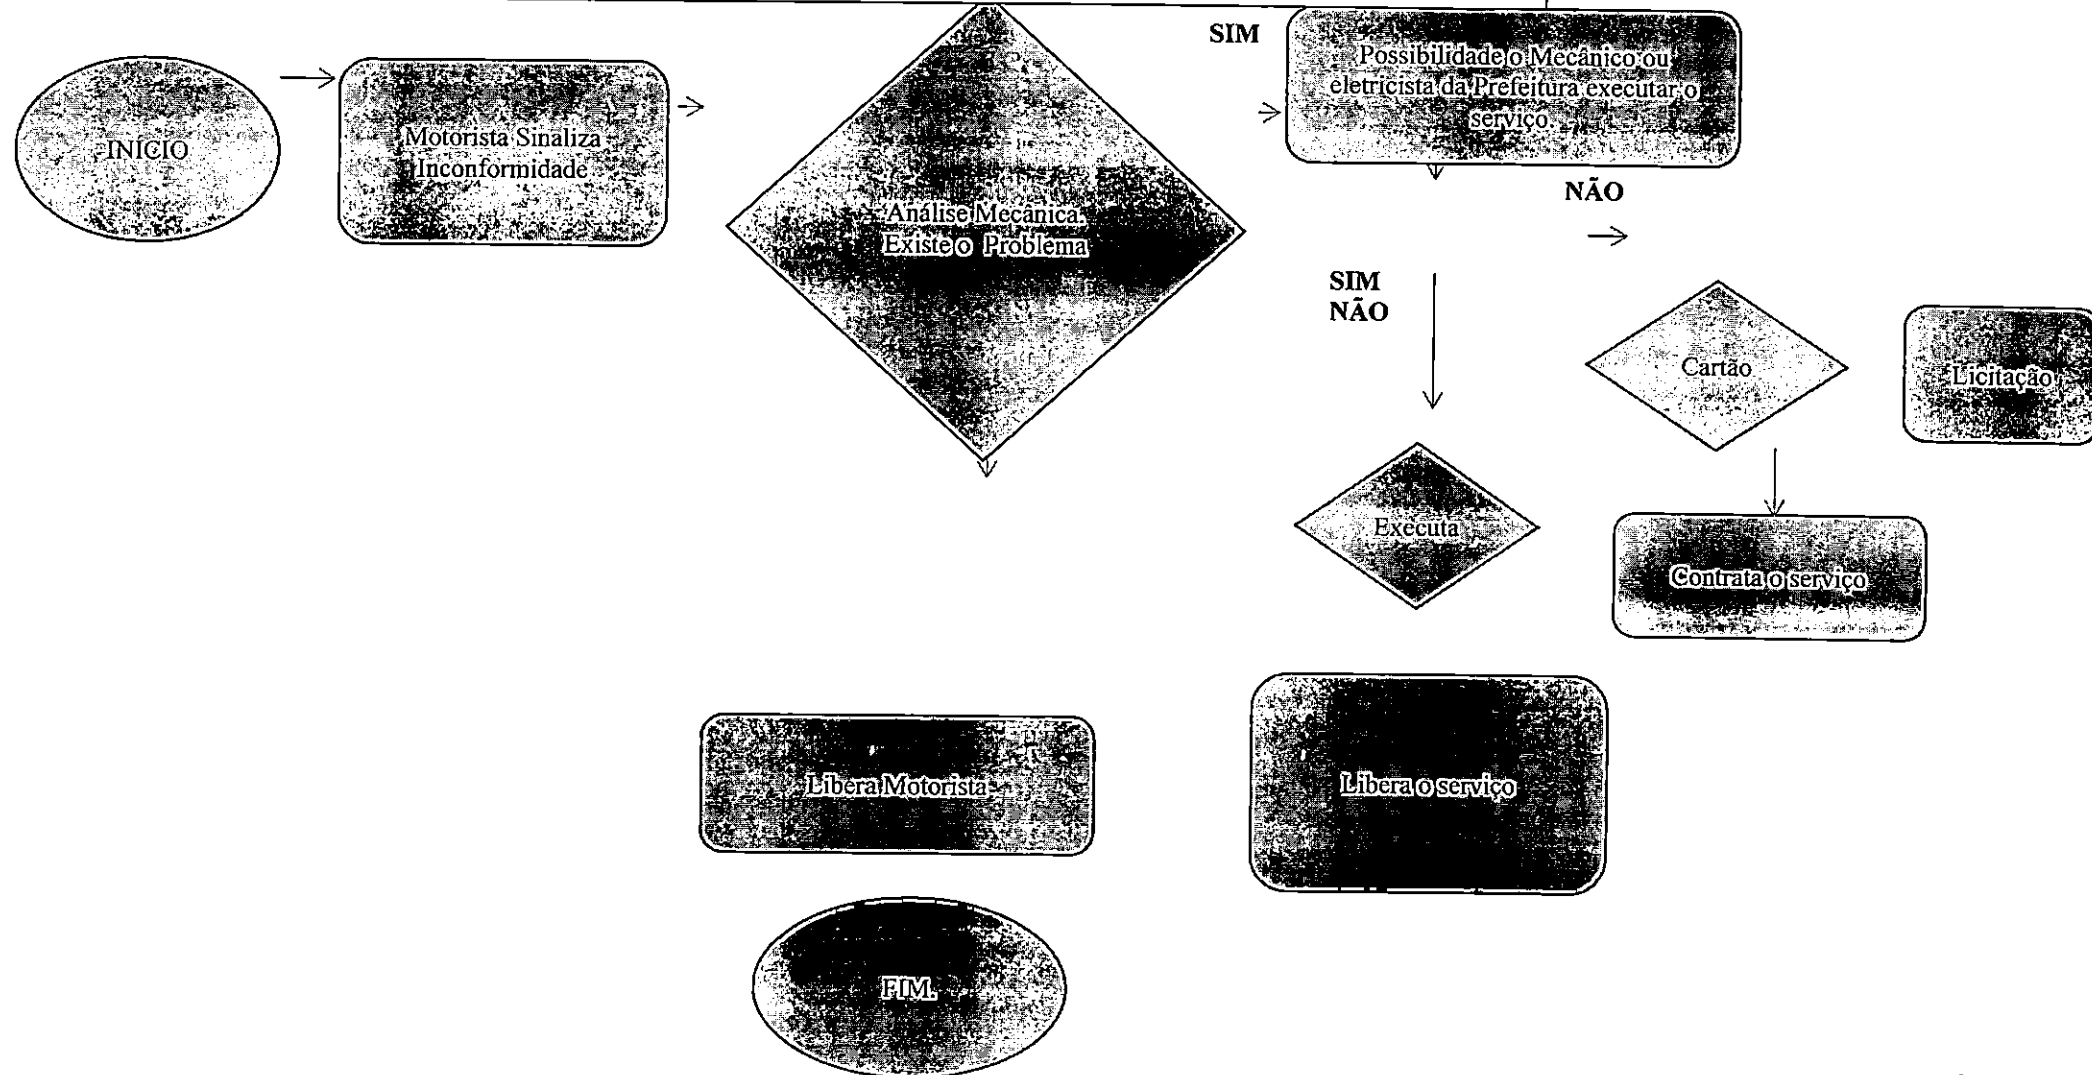 INICIO
Motorista Sinaliza
Inconformidade
Análise Mecânica.
Existe o Problema
SIM
Possibilidade o Mecânico ou
eletricista da Prefeitura executar o
serviço
NÃO
SIM
NÃO
Cartão
Licitação
Executa
Contrata o serviço
Libera Motorista
Libera o serviço
FIM.